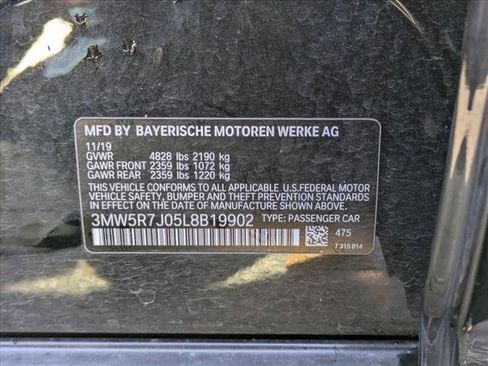 MFD BY BAYERISCHE MOTOREN WERKE AG
11/19
GVWR 4828 lbs 2190 kg
GAWR FRONT 2359 lbs 1072 kg
GAWR REAR 2359 lbs 1220 kg
THIS VEHICLE CONFORMS TO ALL APPLICABLE U.S.FEDERAL MOTOR
VEHICLE SAFETY, BUMPER, AND THEFT PREVENTION STANDARDS
IN EFFECT ON THE DATE OF MANUFACTURE SHOWN ABOVE.
3MW5R7J05L8B19902 TYPE: PASSENGER CAR
475
7 315 814